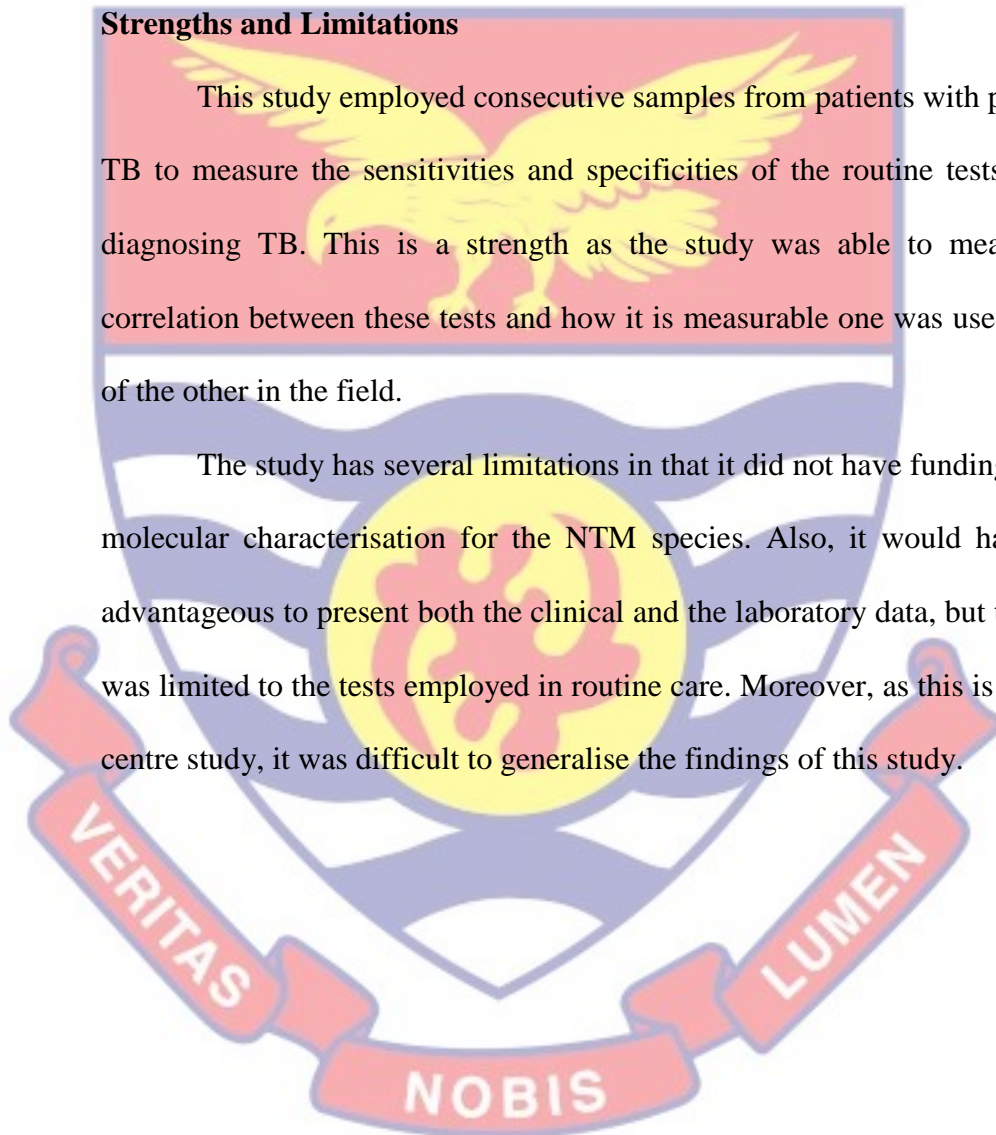 Strengths and Limitations
This study employed consecutive samples from patients with p
TB to measure the sensitivities and specificities of the routine tests
diagnosing TB. This is a strength as the study was able to mea
correlation between these tests and how it is measurable one was use
of the other in the field.
The study has several limitations in that it did not have funding
molecular characterisation for the NTM species. Also, it would ha
advantageous to present both the clinical and the laboratory data, but
was limited to the tests employed in routine care. Moreover, as this is
centre study, it was difficult to generalise the findings of this study.
VERITAS
NOBIS
LUMEN